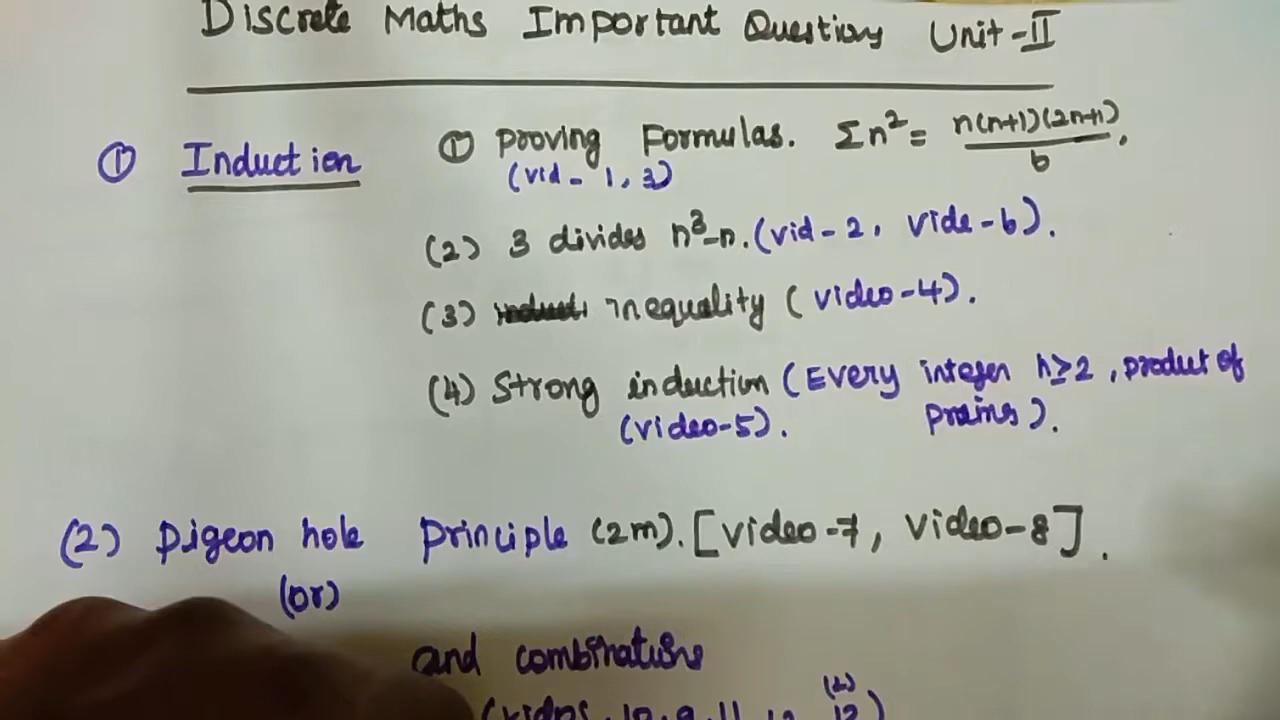 Discrete Maths Important Questions Unit-II
① Induction ① Proving Formulas. Σn² = n(n+1)(2n+1)/6.
(vid- 1, 3)
(2) 3 divides n³-n. (vid-2, vide-6).
(3) inequality (video-4).
(4) Strong induction (Every integer n≥2, product of
(video-5). primes).
(2) Pigeon hole Principle (2m). [video-7, video-8].
(or)
and combinations
(2)